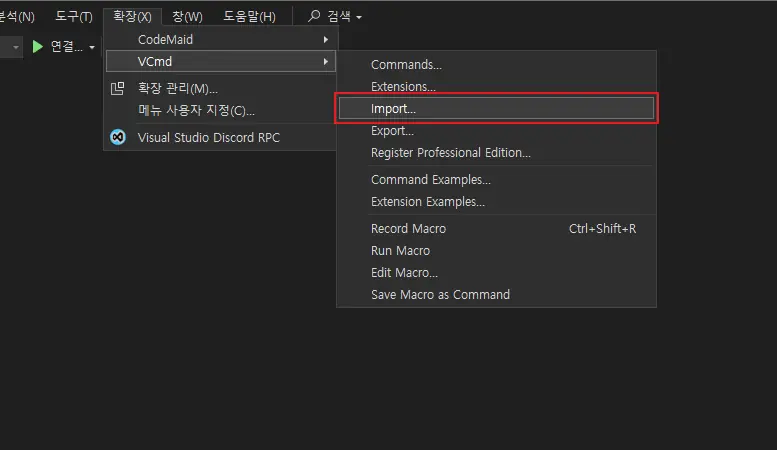 분석(N) 도구(T) 확장(X) 창(W) 도움말(H) 검색
연결...
CodeMaid
VCmd
확장 관리(M)...
메뉴 사용자 지정(C)...
Visual Studio Discord RPC
Commands...
Extensions...
Import...
Export...
Register Professional Edition...
Command Examples...
Extension Examples...
Record Macro Ctrl+Shift+R
Run Macro
Edit Macro...
Save Macro as Command